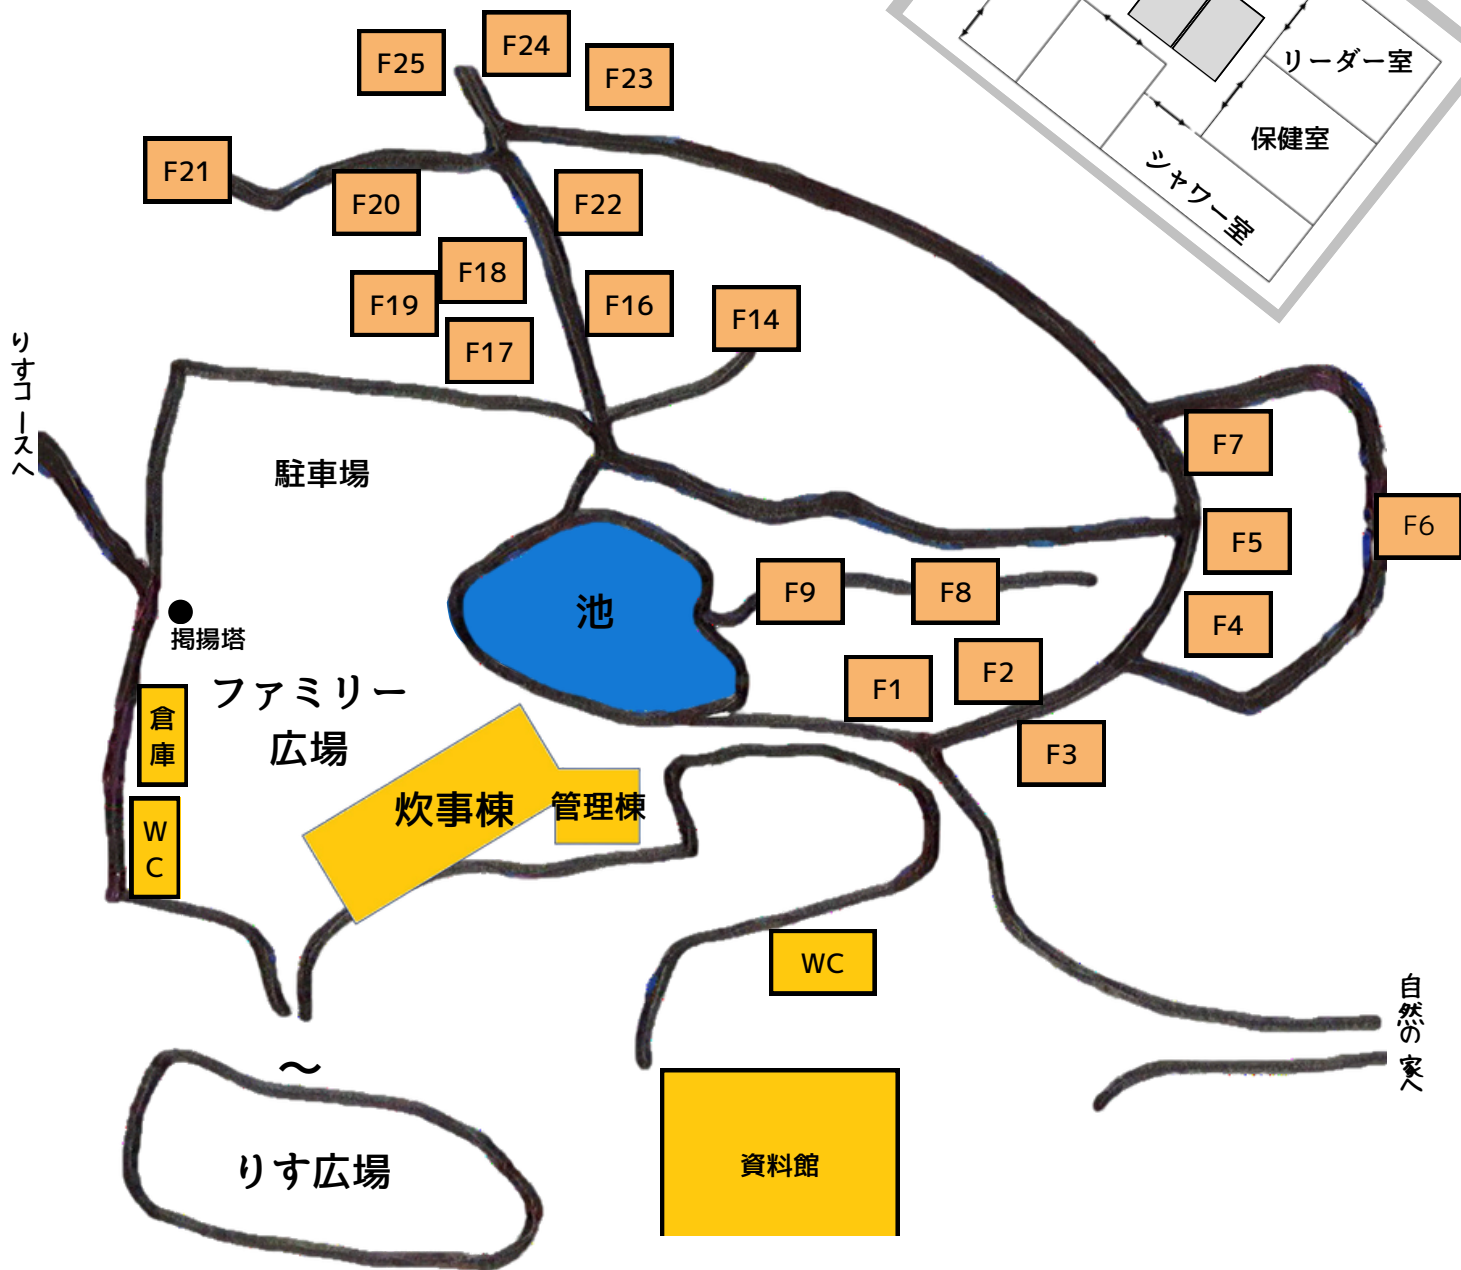 F24
F25
F23
リーダー室
保健室
シャワー室
F21
F20
F22
F18
F19
F16
F14
F17
りすコースへ
駐車場
F7
F6
F5
F9
F8
池
F4
掲揚塔
F2
F1
ファミリー
広場
倉
庫
F3
炊事棟
管理棟
W
C
WC
自然の家へ
〜
りす広場
資料館